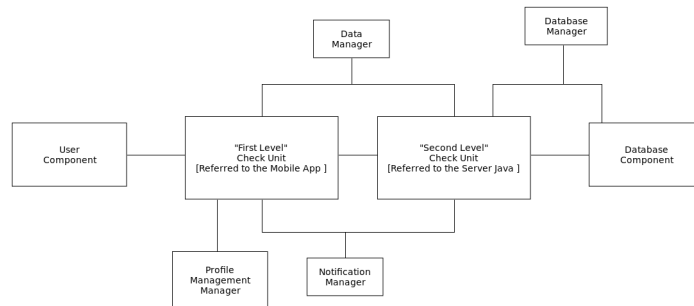 Data
Manager
Database
Manager
User
Component
"First Level"
Check Unit
[Referred to the Mobile App ]
"Second Level"
Check Unit
[Referred to the Server Java ]
Database
Component
Profile
Management
Manager
Notification
Manager